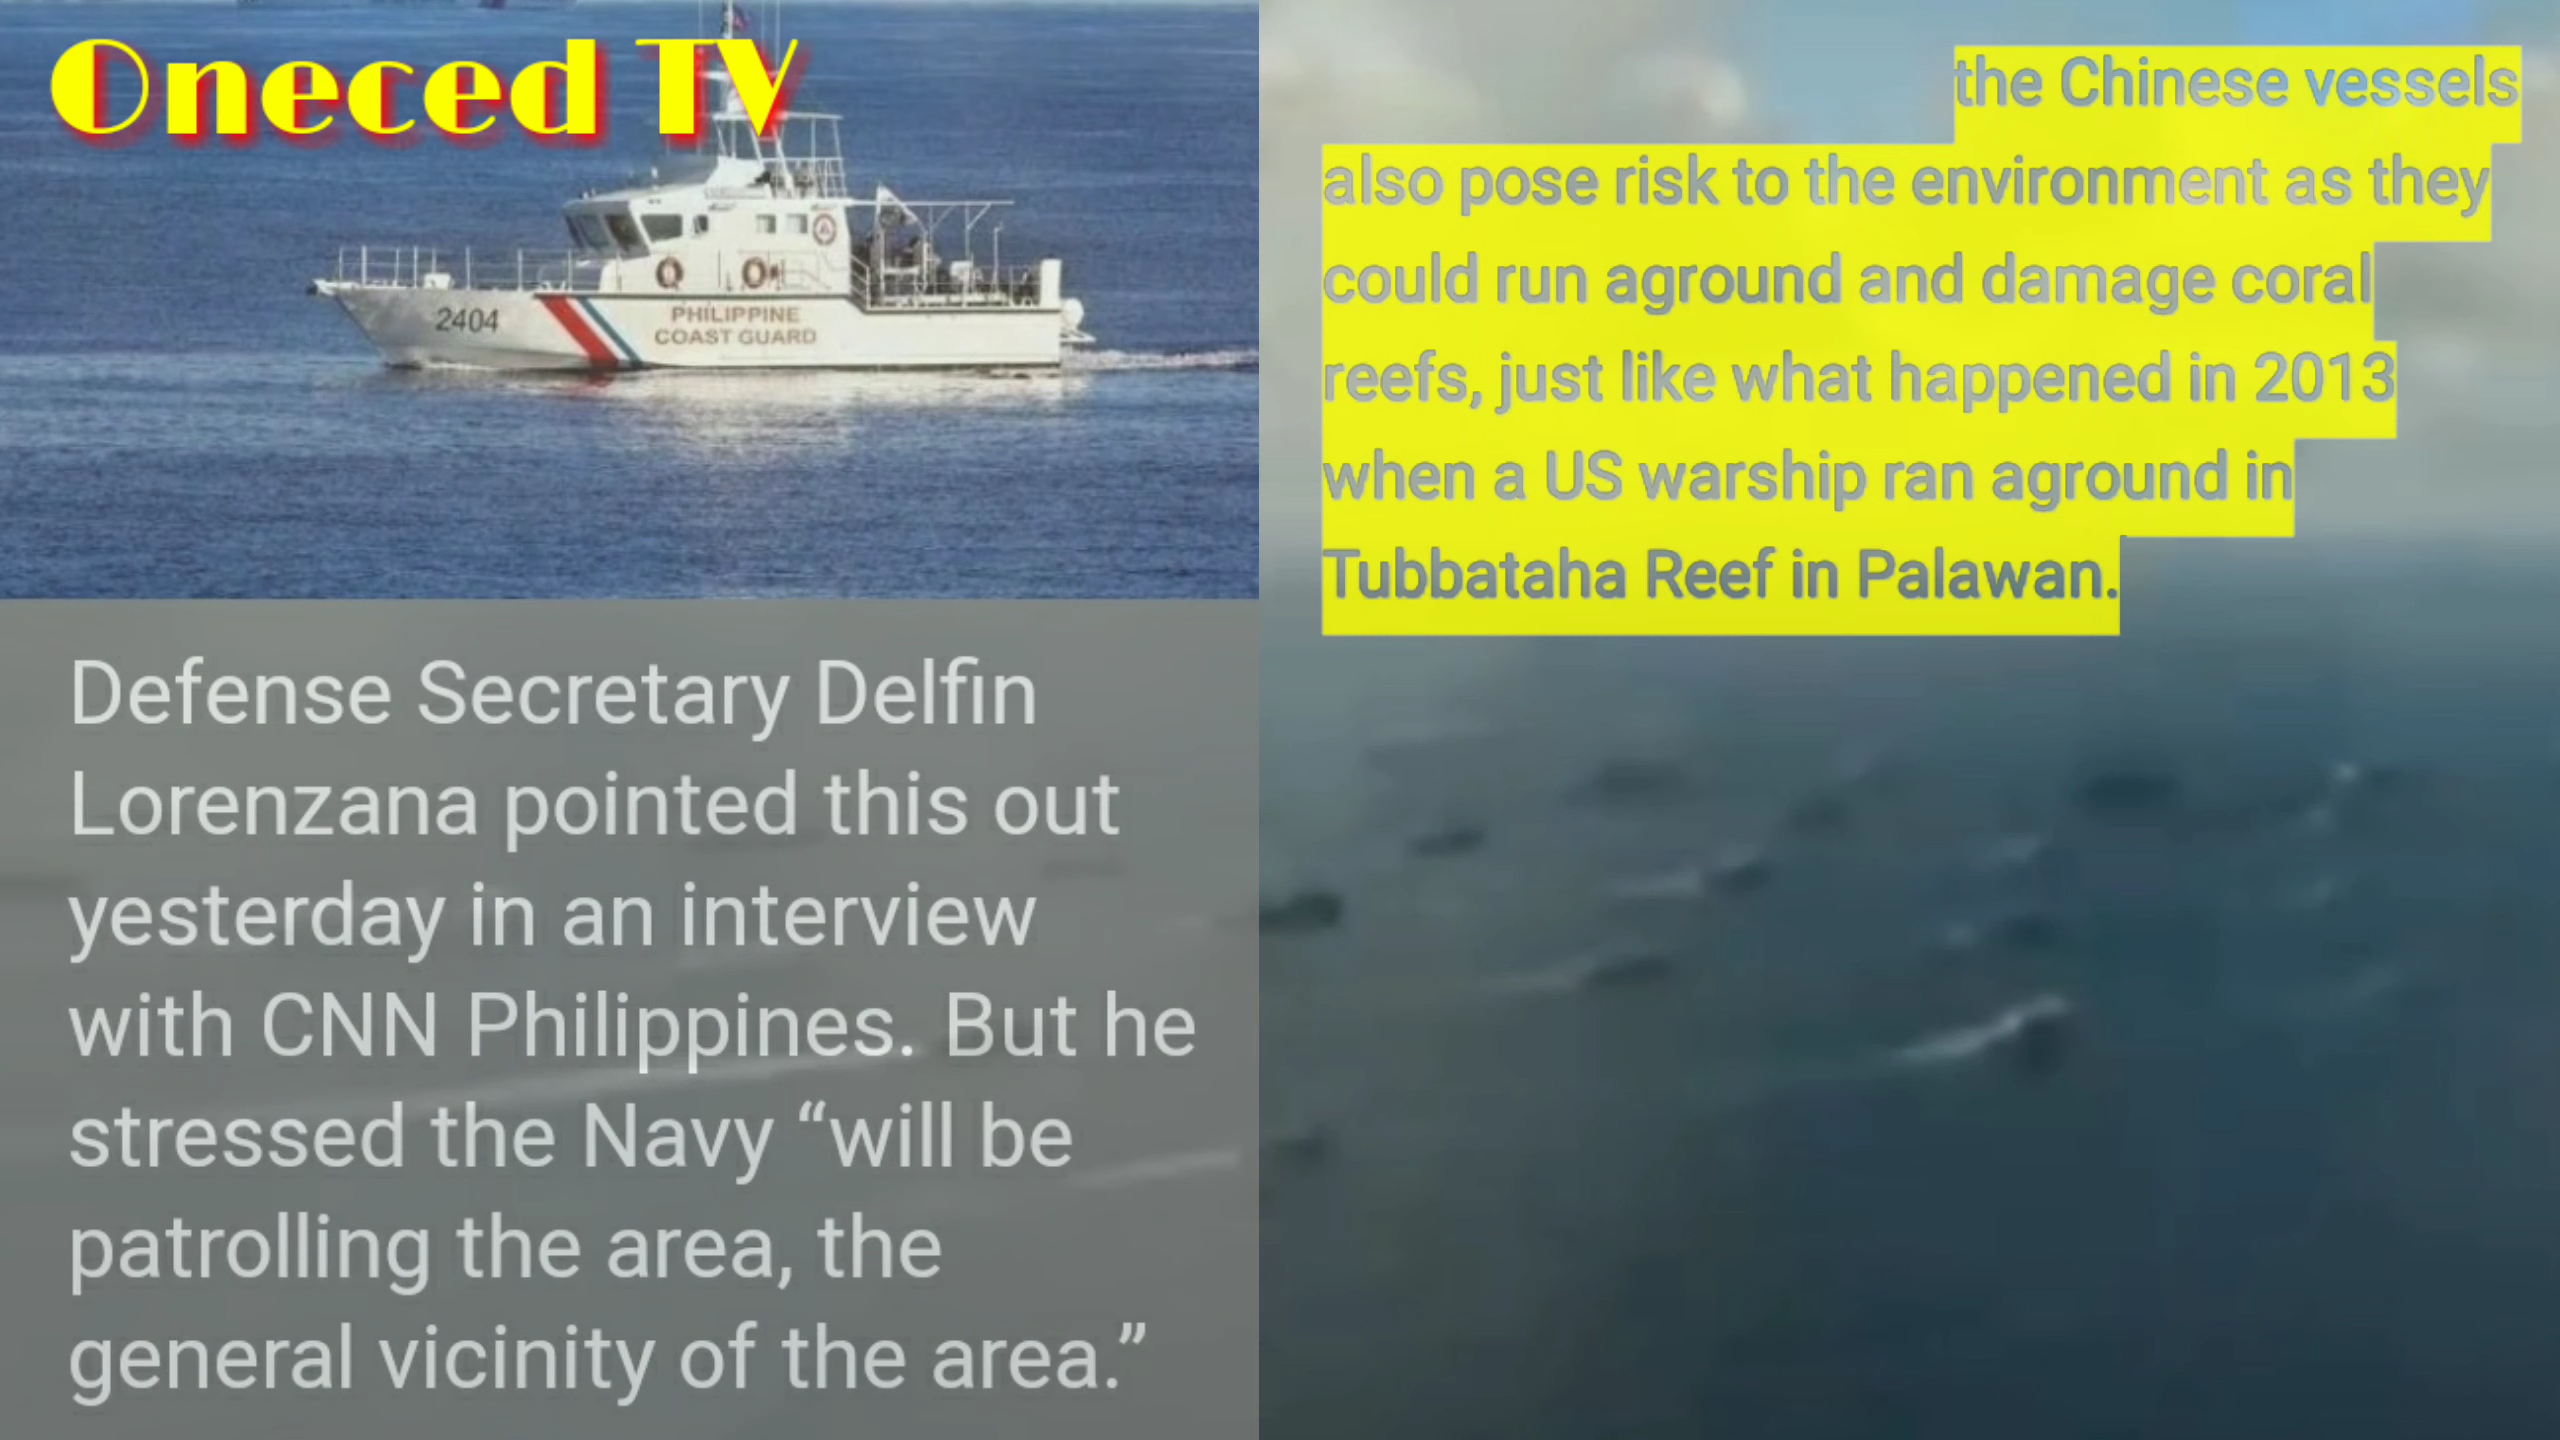 Oneced TV
2404
PHILIPPINE
COAST GUARD
Defense Secretary Delfin
Lorenzana pointed this out
yesterday in an interview
with CNN Philippines. But he
stressed the Navy “will be
patrolling the area, the
general vicinity of the area.”
the Chinese vessels
also pose risk to the environment as they
could run aground and damage coral
reefs, just like what happened in 2013
when a US warship ran aground in
Tubbataha Reef in Palawan.